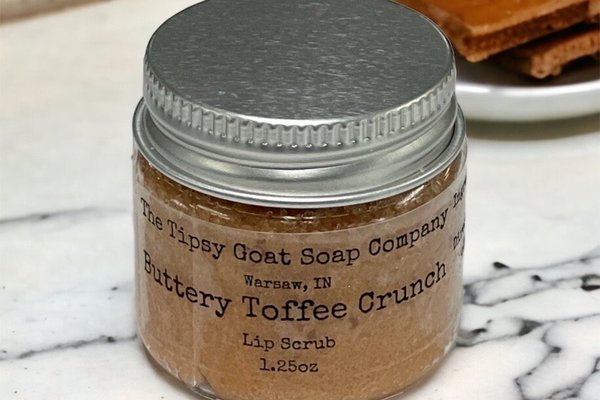 The Tipsy Goat Soap Company
Warsaw, IN
Buttery Toffee Crunch
Lip Scrub
1.25oz